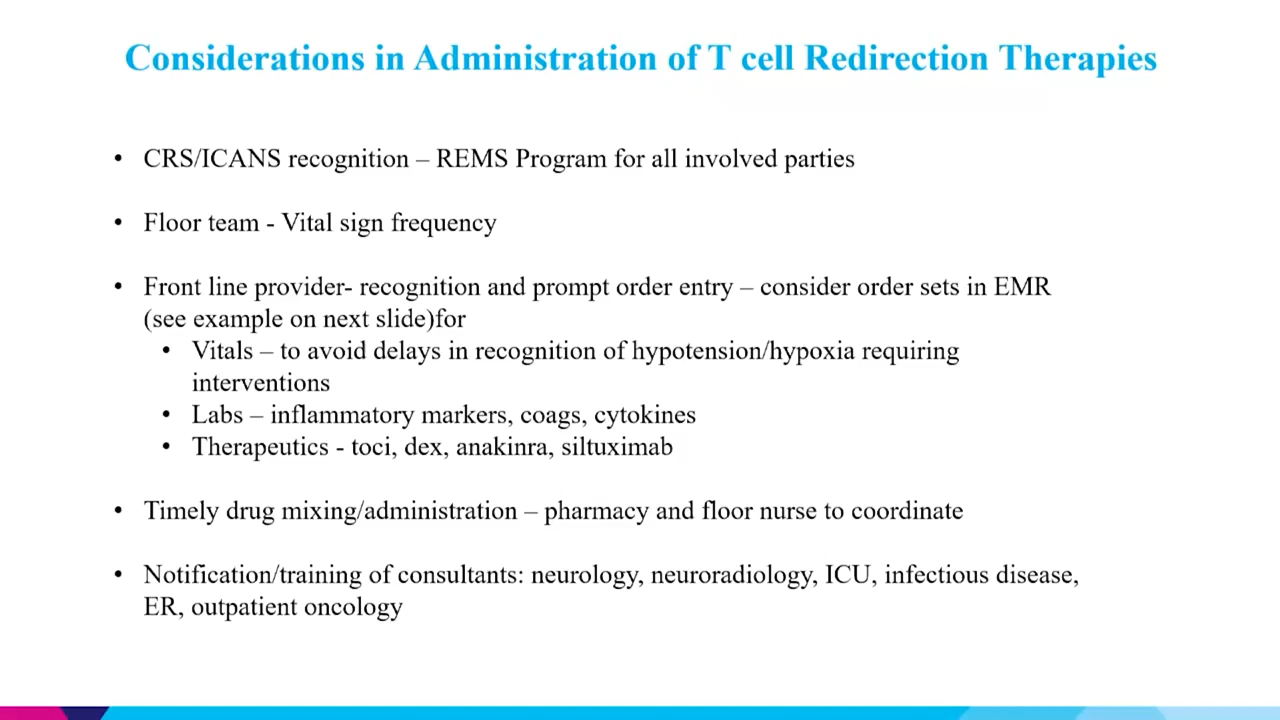 Considerations in Administration of T cell Redirection Therapies
• CRS/ICANS recognition – REMS Program for all involved parties
• Floor team - Vital sign frequency
• Front line provider- recognition and prompt order entry – consider order sets in EMR
(see example on next slide)for
• Vitals – to avoid delays in recognition of hypotension/hypoxia requiring
interventions
• Labs – inflammatory markers, coags, cytokines
• Therapeutics - toci, dex, anakinra, siltuximab
• Timely drug mixing/administration – pharmacy and floor nurse to coordinate
• Notification/training of consultants: neurology, neuroradiology, ICU, infectious disease,
ER, outpatient oncology